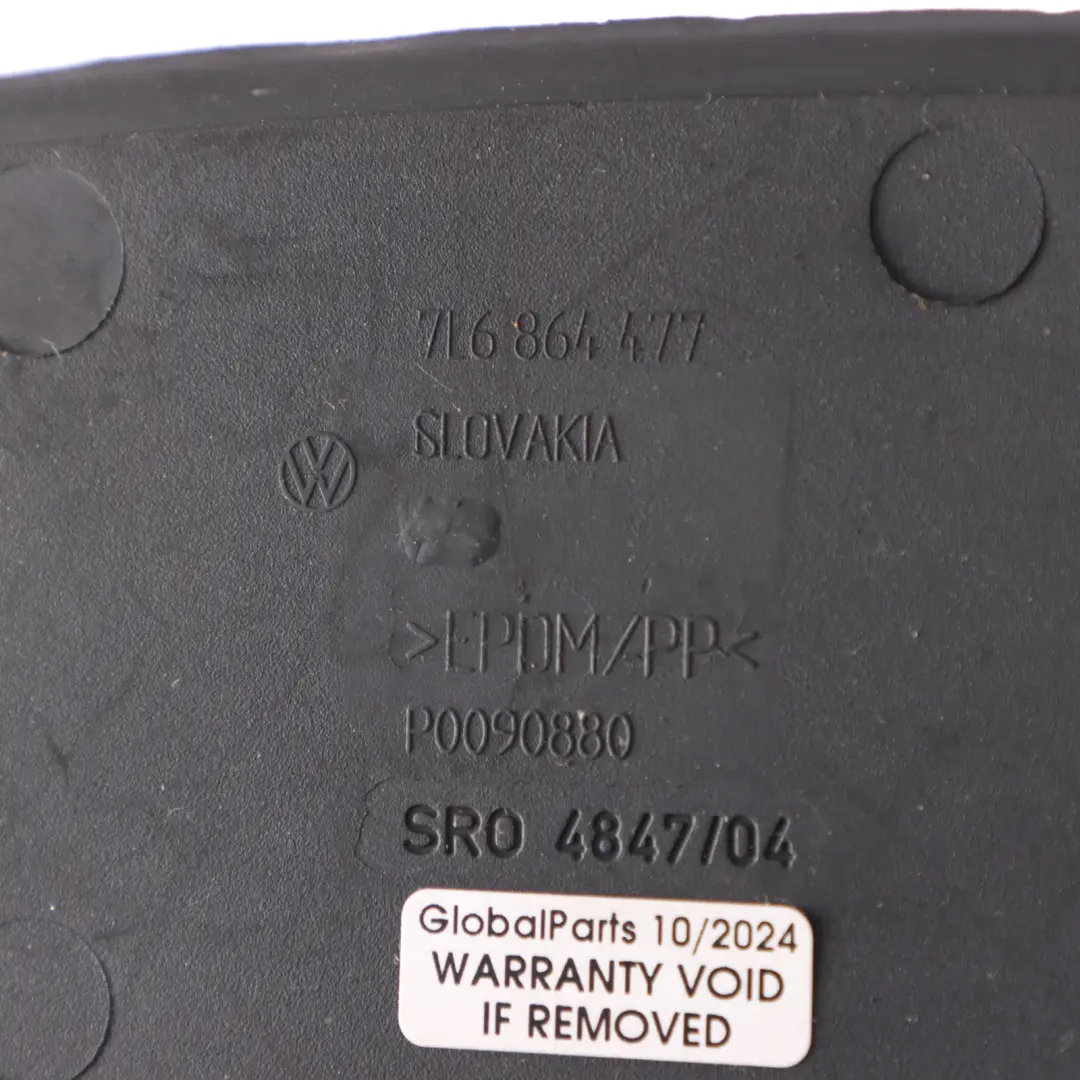 7L6 864 477
SLOVAKIA
>EPDM/PP<
P0090880
SRO 4847/04
GlobalParts 10/2024
WARRANTY VOID
IF REMOVED